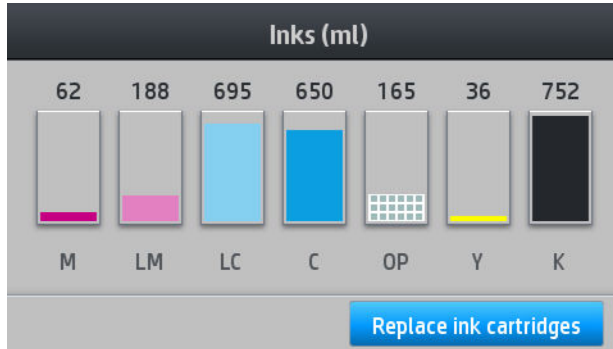 Inks (ml)
62 188 695 650 165 36 752
M LM LC C OP Y K
Replace ink cartridges